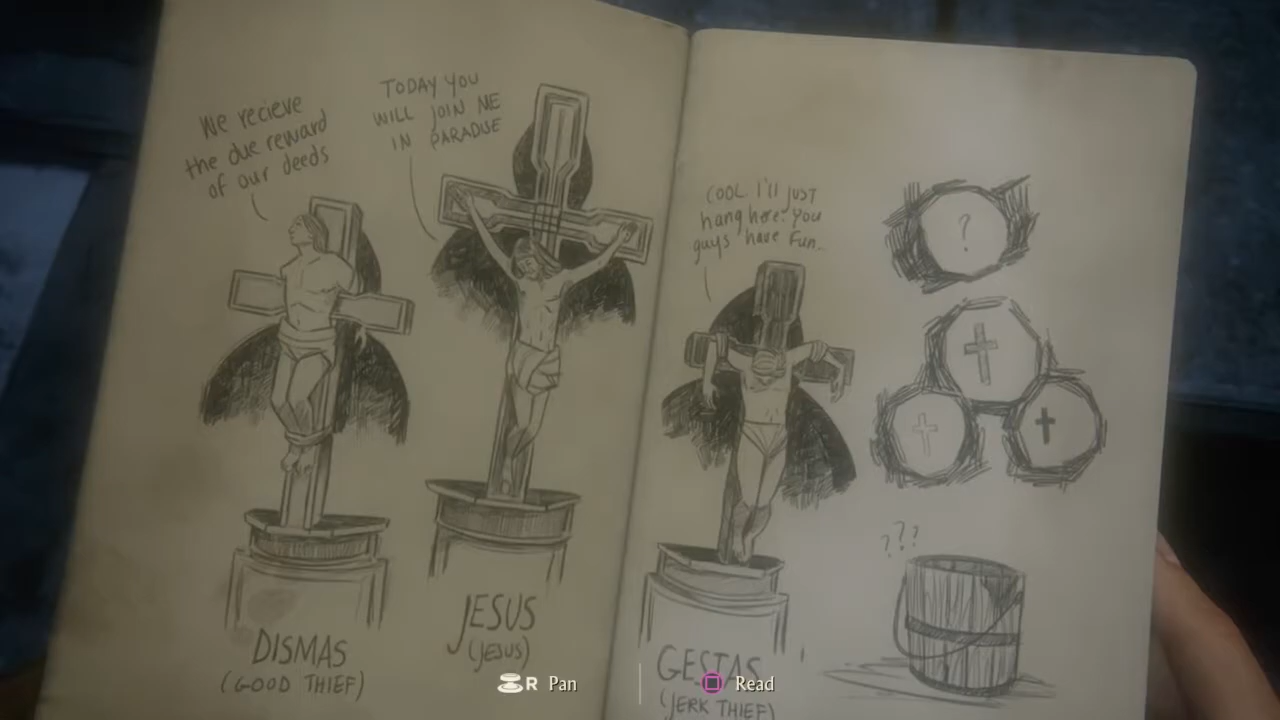 We recieve
the due reward
of our deeds
TODAY YOU
WILL JOIN ME
IN PARADISE
DISMAS
(GOOD THIEF)
JESUS
(JESUS)
COOL. I'll JUST
hang here. You
guys have fun..
GESTAS
(JERK THIEF)
?
???
R Pan
Read